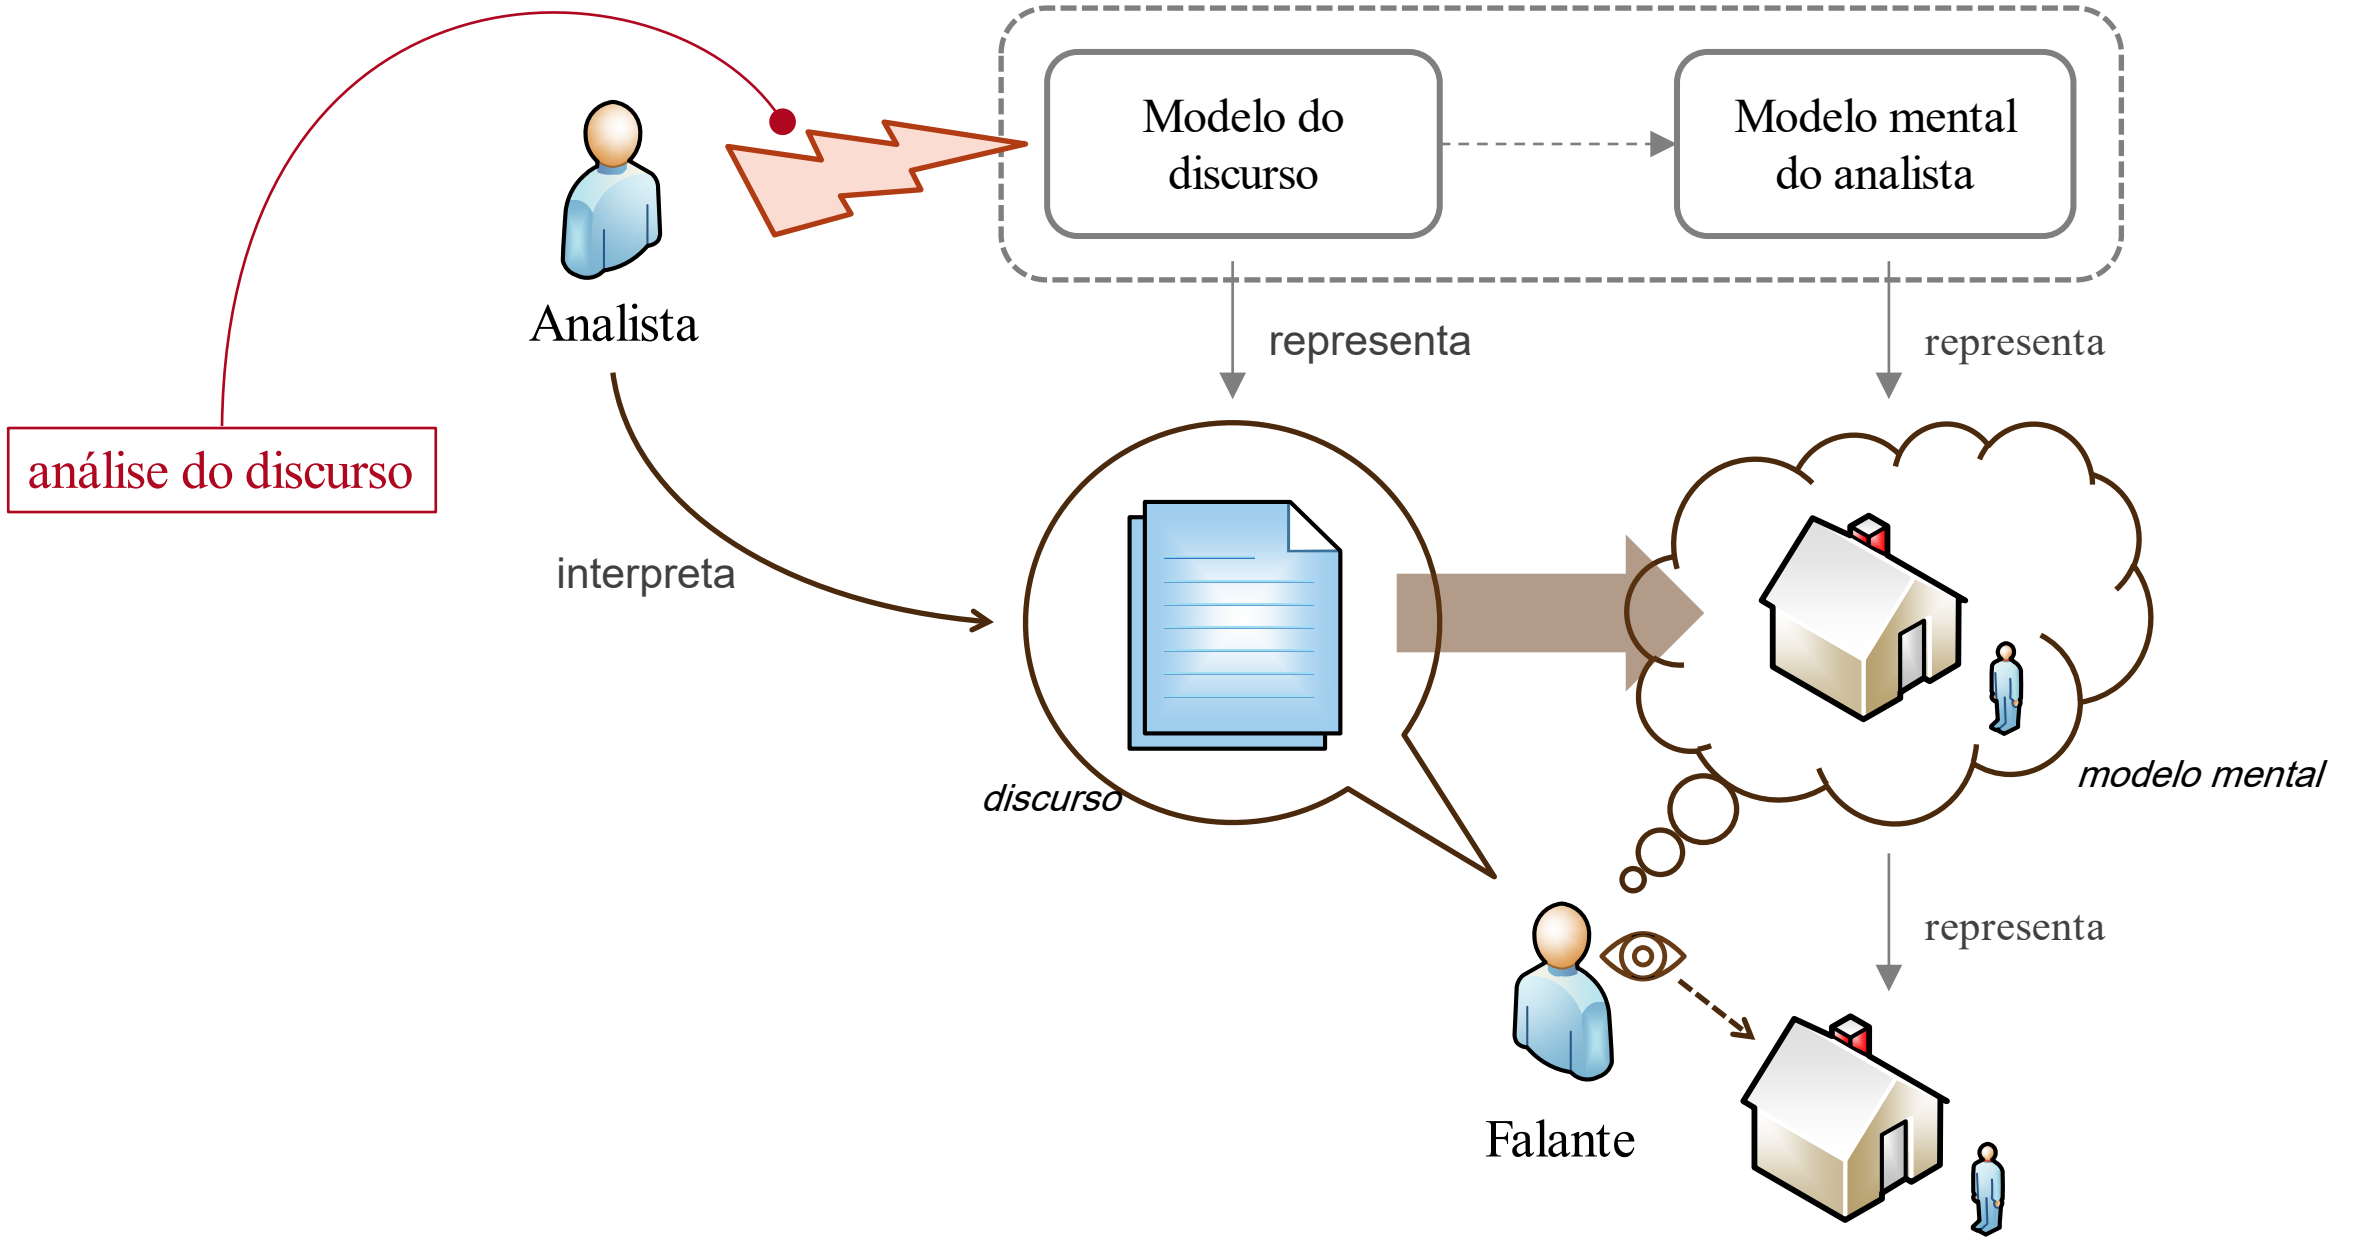 Modelo do
discurso
Modelo mental
do analista
Analista
representa
representa
análise do discurso
interpreta
discurso
modelo mental
representa
Falante